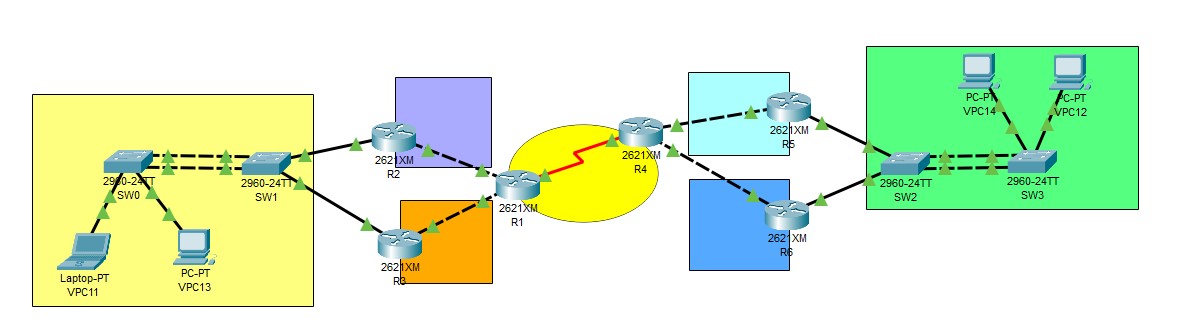 2960-24TT
SW0
2960-24TT
SW1
Laptop-PT
VPC11
PC-PT
VPC13
2621XM
R2
2621XM
R3
2621XM
R1
2621XM
R4
2621XM
R5
2621XM
R6
2960-24TT
SW2
2960-24TT
SW3
PC-PT
VPC14
PC-PT
VPC12